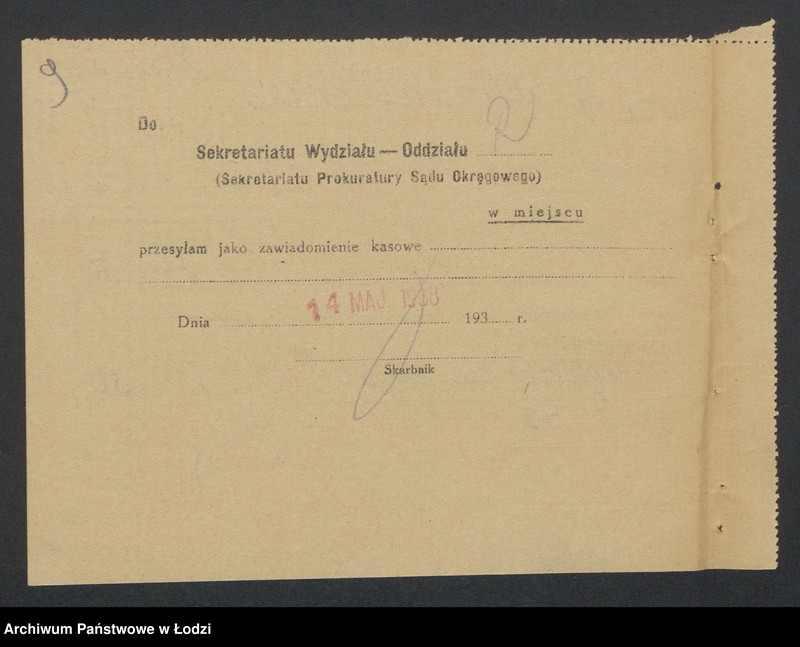 9
Do
Sekretariatu Wydziału — Oddziału R
(Sekretariatu Prokuratury Sądu Okręgowego)
w miejscu
przesyłam jako zawiadomienie kasowe
14 MAJ. 1938
Dnia 193 r.
Skarbnik
Archiwum Państwowe w Łodzi